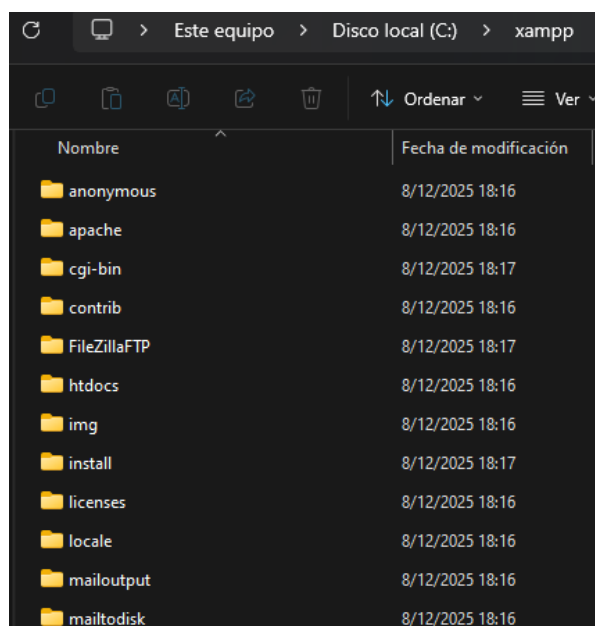 Este equipo > Disco local (C:) > xampp
Ordenar Ver
Nombre Fecha de modificación
anonymous 8/12/2025 18:16
apache 8/12/2025 18:16
cgi-bin 8/12/2025 18:17
contrib 8/12/2025 18:16
FileZillaFTP 8/12/2025 18:17
htdocs 8/12/2025 18:16
img 8/12/2025 18:16
install 8/12/2025 18:17
licenses 8/12/2025 18:16
locale 8/12/2025 18:16
mailoutput 8/12/2025 18:16
mailtodisk 8/12/2025 18:16